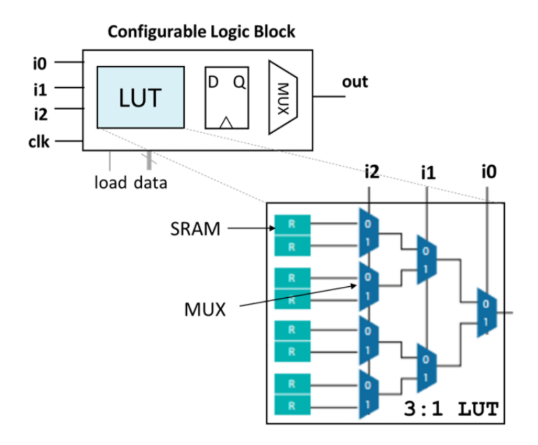 Configurable Logic Block
i0
i1
i2
clk
LUT
D Q
MUX
out
load data
i2 i1 i0
SRAM
MUX
R
R
R
R
R
R
R
R
0
1
0
1
0
1
0
1
0
1
0
1
0
1
3:1 LUT